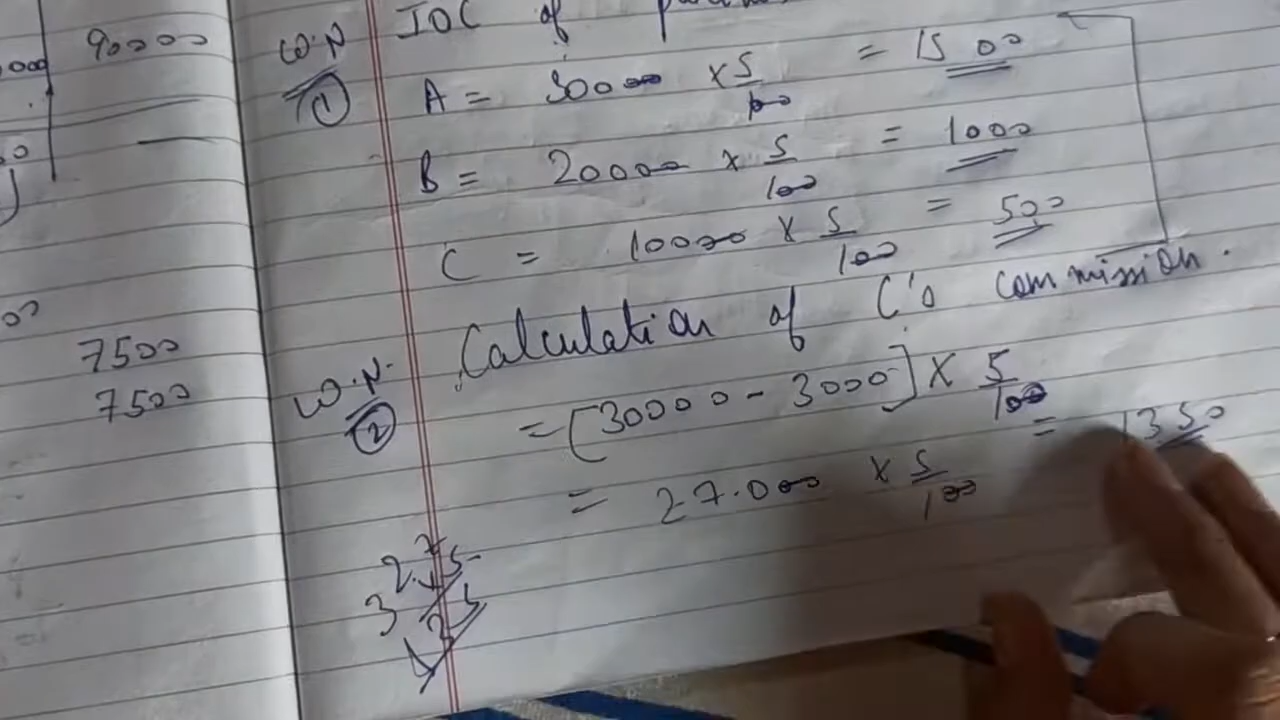 90000
000
7500
7500
W.N ① IOC of
A = 30000 × 5/100 = 1500
B = 20000 × 5/100 = 1000
C = 10000 × 5/100 = 500
W.N. ② Calculation of C's commission.
= [30000 - 3000] × 5/100 = 1350
= 27.000 × 5/100